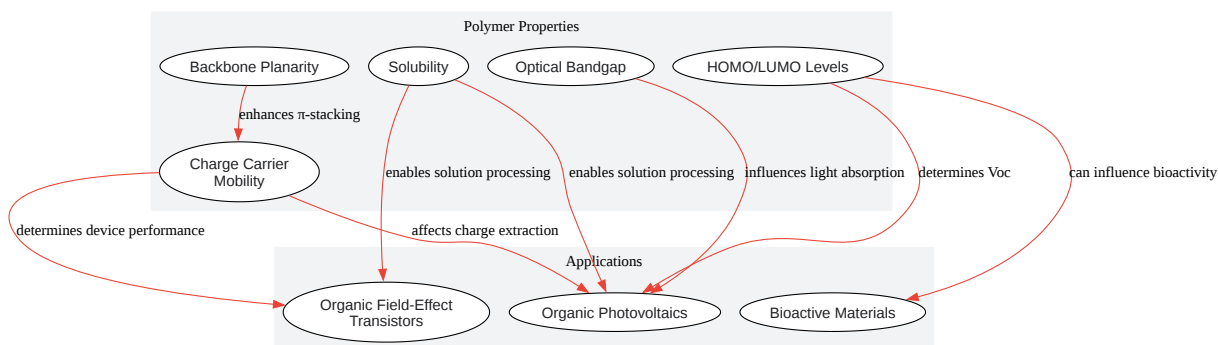 Polymer Properties
Backbone Planarity
Solubility
Optical Bandgap
HOMO/LUMO Levels
enhances π-stacking
Charge Carrier
Mobility
enables solution processing
enables solution processing
influences light absorption
determines Voc
can influence bioactivity
determines device performance
affects charge extraction
Applications
Organic Field-Effect
Transistors
Organic Photovoltaics
Bioactive Materials